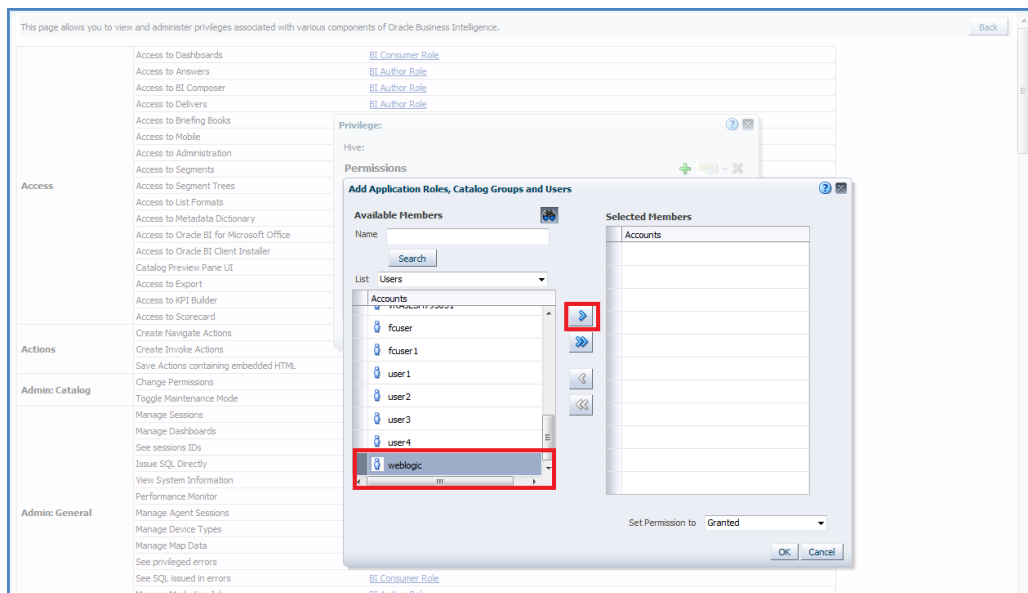 This page allows you to view and administer privileges associated with various components of Oracle Business Intelligence.
Back
Access
Access to Dashboards BI Consumer Role
Access to Answers BI Author Role
Access to BI Composer BI Author Role
Access to Delivers BI Author Role
Access to Briefing Books
Access to Mobile
Access to Administration
Access to Segments
Access to Segment Trees
Access to List Formats
Access to Metadata Dictionary
Access to Oracle BI for Microsoft Office
Access to Oracle BI Client Installer
Catalog Preview Pane UI
Access to Export
Access to KPI Builder
Access to Scorecard
Actions
Create Navigate Actions
Create Invoke Actions
Save Actions containing embedded HTML
Admin: Catalog
Change Permissions
Toggle Maintenance Mode
Admin: General
Manage Sessions
Manage Dashboards
See sessions IDs
Issue SQL Directly
View System Information
Performance Monitor
Manage Agent Sessions
Manage Device Types
Manage Map Data
See privileged errors
See SQL issued in errors BI Consumer Role
Privilege:
Hive:
Permissions
Add Application Roles, Catalog Groups and Users
Available Members
Name
Search
List Users
Accounts
fcuser
fcuser1
user1
user2
user3
user4
weblogic
Selected Members
Accounts
Set Permission to Granted
OK Cancel